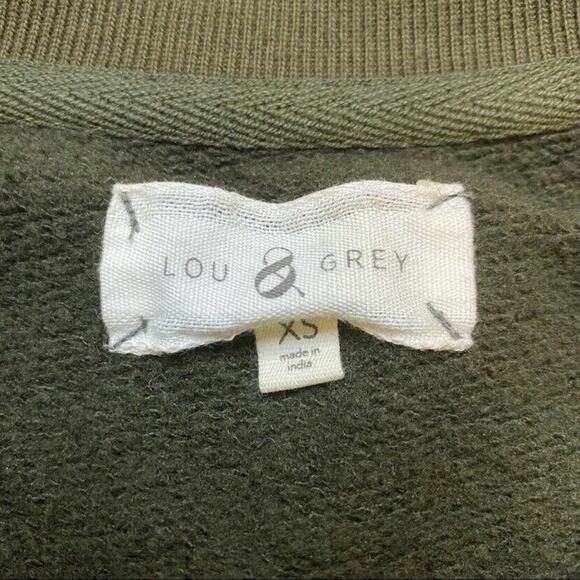 LOU & GREY
XS
made in
india